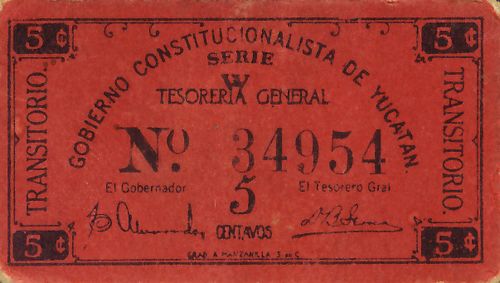 5 ¢ 5 ¢
GOBIERNO CONSTITUCIONALISTA DE YUCATAN
SERIE
W
TESORERIA GENERAL
TRANSITORIO.
TRANSITORIO.
Nº 34954
El Gobernador El Tesorero Gral
5
CENTAVOS
5 ¢ 5 ¢